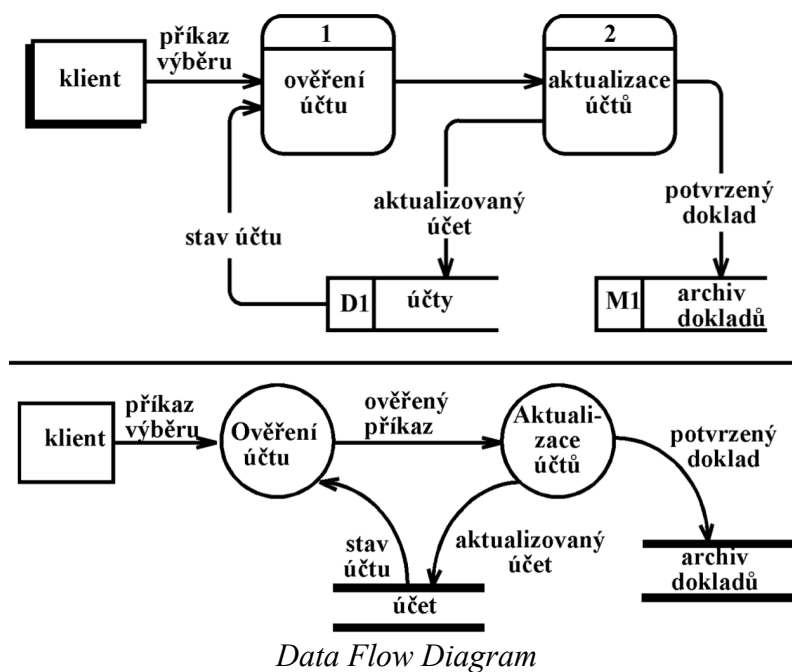 1
2
příkaz
výběru
klient
ověření
účtu
aktualizace
účtů
aktualizovaný
účet
potvrzený
doklad
stav účtu
D1
účty
M1
archiv
dokladů
příkaz
výběru
klient
Ověření
účtu
ověřený
příkaz
Aktuali-
zace
účtů
potvrzený
doklad
stav
účtu
aktualizovaný
účet
účet
archiv
dokladů
Data Flow Diagram